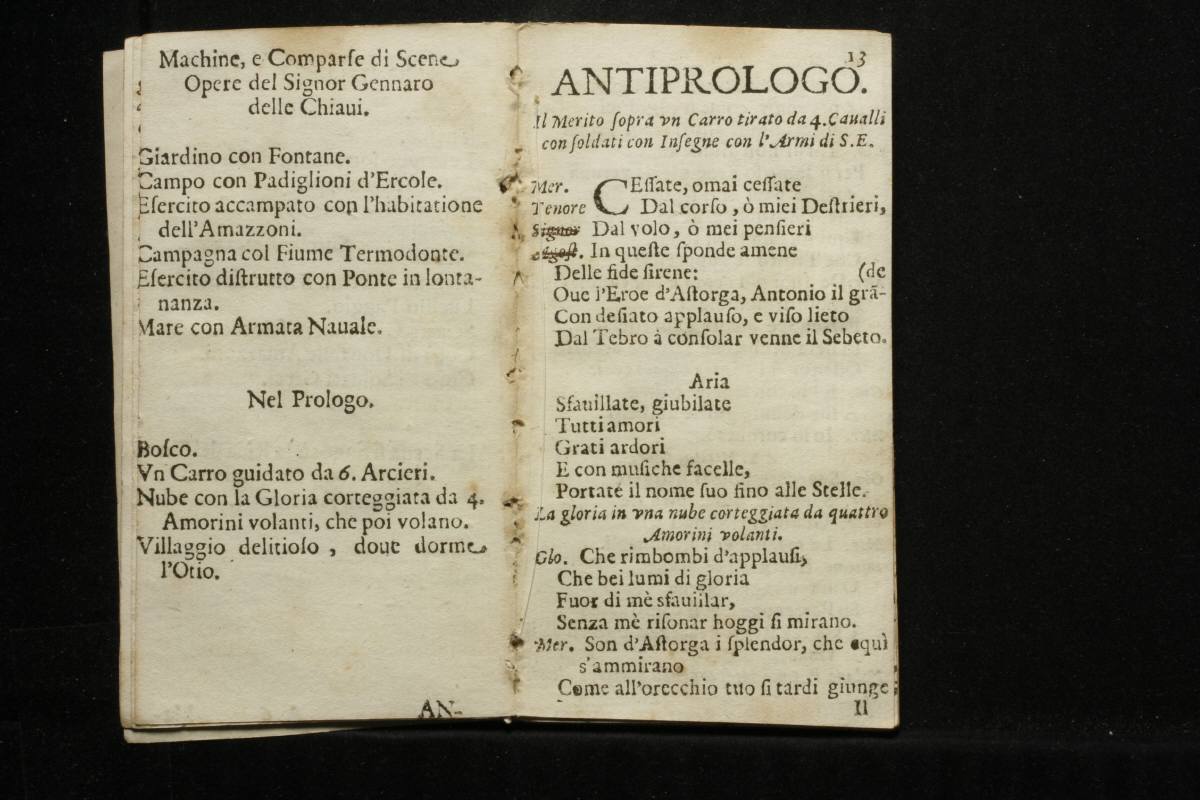 Machine, e Comparſe di Scene
Opere del Signor Gennaro
delle Chiaui.
Giardino con Fontane.
Campo con Padiglioni d'Ercole.
Eſercito accampato con l'habitatione
dell'Amazzoni.
Campagna col Fiume Termodonte.
Eſercito diſtrutto con Ponte in lonta-
nanza.
Mare con Armata Nauale.
Nel Prologo.
Boſco.
Vn Carro guidato da 6. Arcieri.
Nube con la Gloria corteggiata da 4.
Amorini volanti, che poi volano.
Villaggio delitioſo , doue dorme
l'Otio.
AN-
13
ANTIPROLOGO.
Il Merito ſopra vn Carro tirato da 4. Caualli
con ſoldati con Inſegne con l'Armi di S.E.
Mer. CEſſate, omai ceſſate
Tenore Dal corſo , ò miei Deſtrieri,
Signor Dal volo, ò mei penſieri
Agoſt. In queſte ſponde amene
Delle fide ſirene: (de
Oue l'Eroe d'Aſtorga, Antonio il grã-
Con deſiato applauſo, e viſo lieto
Dal Tebro à conſolar venne il Sebeto.
Aria
Sfauillate, giubilate
Tutti amori
Grati ardori
E con muſiche facelle,
Portate il nome ſuo fino alle Stelle.
La gloria in vna nube corteggiata da quattro
Amorini volanti.
Glo. Che rimbombi d'applauſi,
Che bei lumi di gloria
Fuor di mè sfauillar,
Senza mè riſonar hoggi ſi mirano.
Mer. Son d'Aſtorga i ſplendor, che quì
s'ammirano
Come all'orecchio tuo ſi tardi giunge
Il